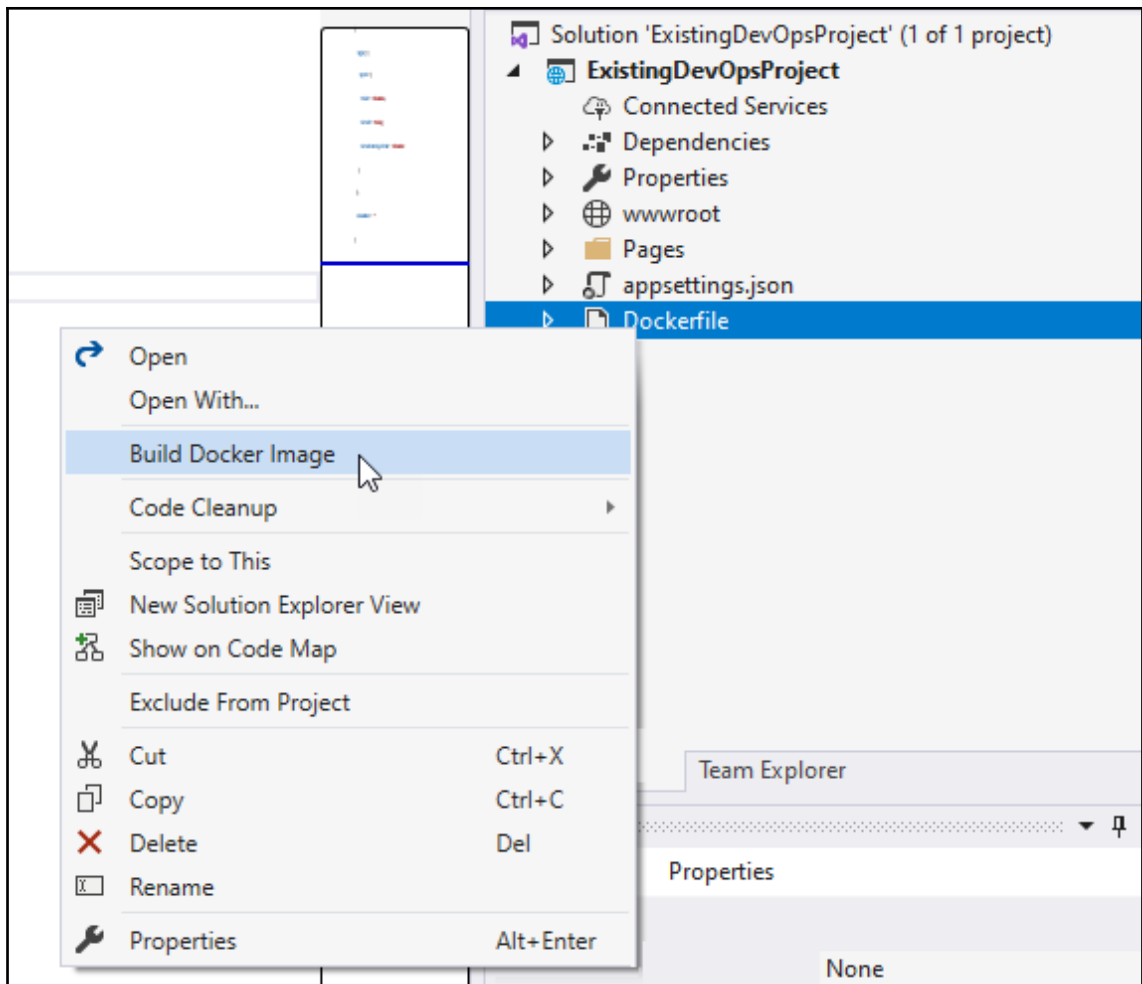 Solution 'ExistingDevOpsProject' (1 of 1 project)
ExistingDevOpsProject
Connected Services
Dependencies
Properties
wwwroot
Pages
appsettings.json
Dockerfile
Open
Open With...
Build Docker Image
Code Cleanup
Scope to This
New Solution Explorer View
Show on Code Map
Exclude From Project
Cut Ctrl+X
Copy Ctrl+C
Delete Del
Rename
Properties Alt+Enter
Team Explorer
Properties
None